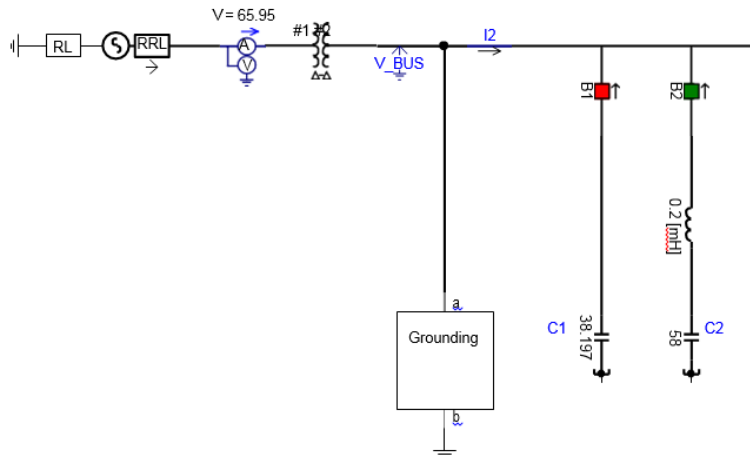 V = 65.95
RL
RRL
A
V
#1 #2
V_BUS
I2
B1
B2
0.2 [mH]
a
Grounding
b
C1
38.197
58
C2